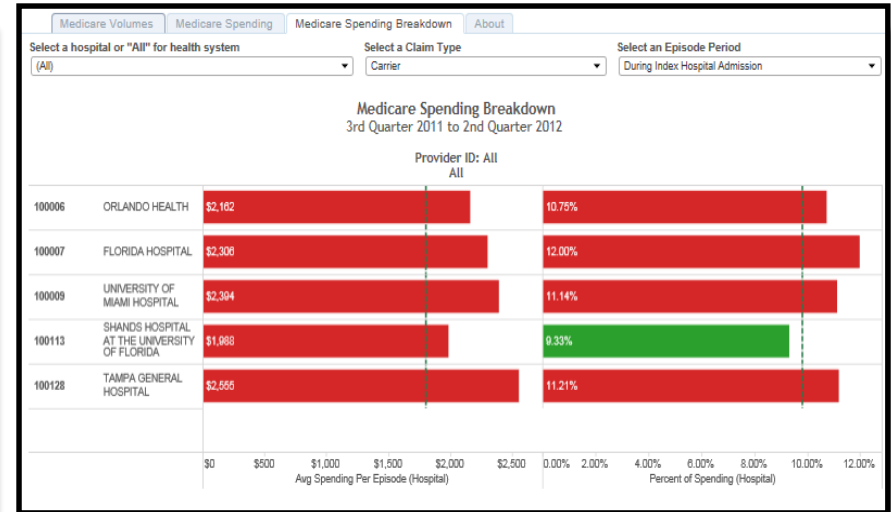 Medicare Volumes Medicare Spending Medicare Spending Breakdown About
Select a hospital or "All" for health system Select a Claim Type Select an Episode Period
(All) Carrier During Index Hospital Admission
Medicare Spending Breakdown
3rd Quarter 2011 to 2nd Quarter 2012
Provider ID: All
All
100006 ORLANDO HEALTH $2,162 10.75%
100007 FLORIDA HOSPITAL $2,306 12.00%
100009 UNIVERSITY OF
MIAMI HOSPITAL $2,394 11.14%
100113 SHANDS HOSPITAL
AT THE UNIVERSITY
OF FLORIDA $1,988 9.33%
100128 TAMPA GENERAL
HOSPITAL $2,555 11.21%
$0 $500 $1,000 $1,500 $2,000 $2,500 0.00% 2.00% 4.00% 6.00% 8.00% 10.00% 12.00%
Avg Spending Per Episode (Hospital) Percent of Spending (Hospital)